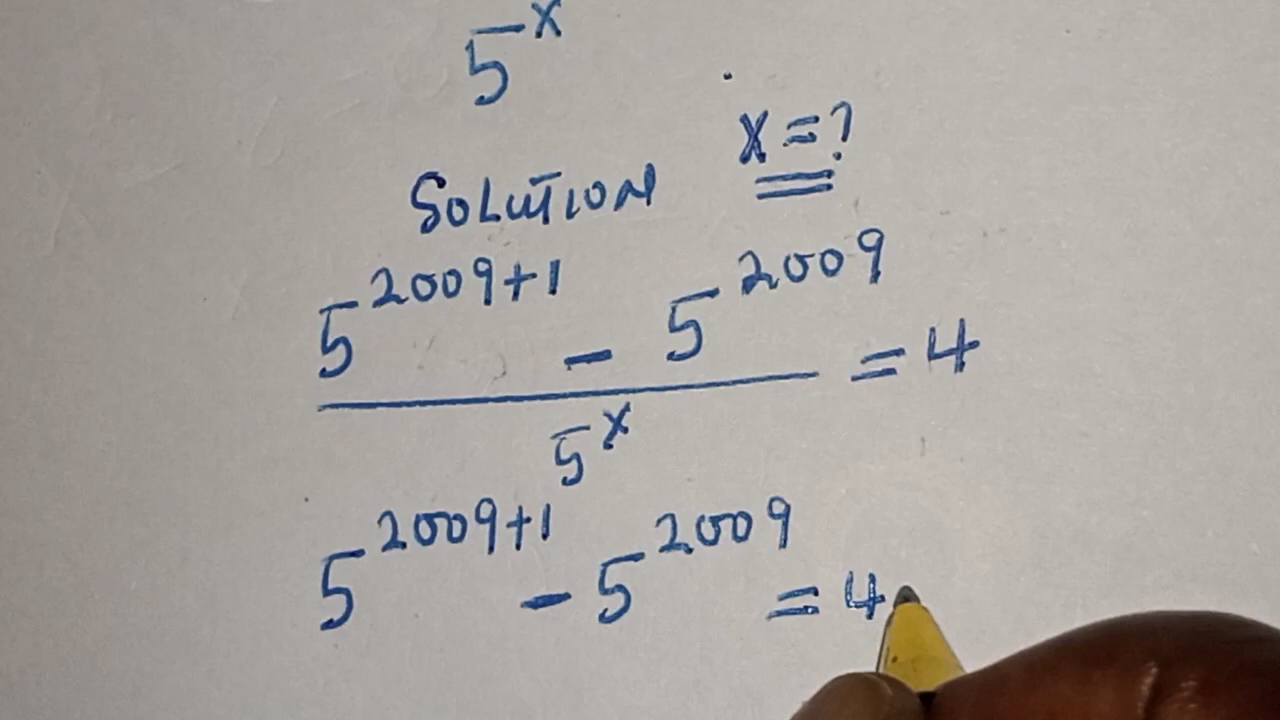 5^x
x = ?
SOLUTION
5^2009+1 - 5^2009 = 4
5^x
5^2009+1 - 5^2009 = 4